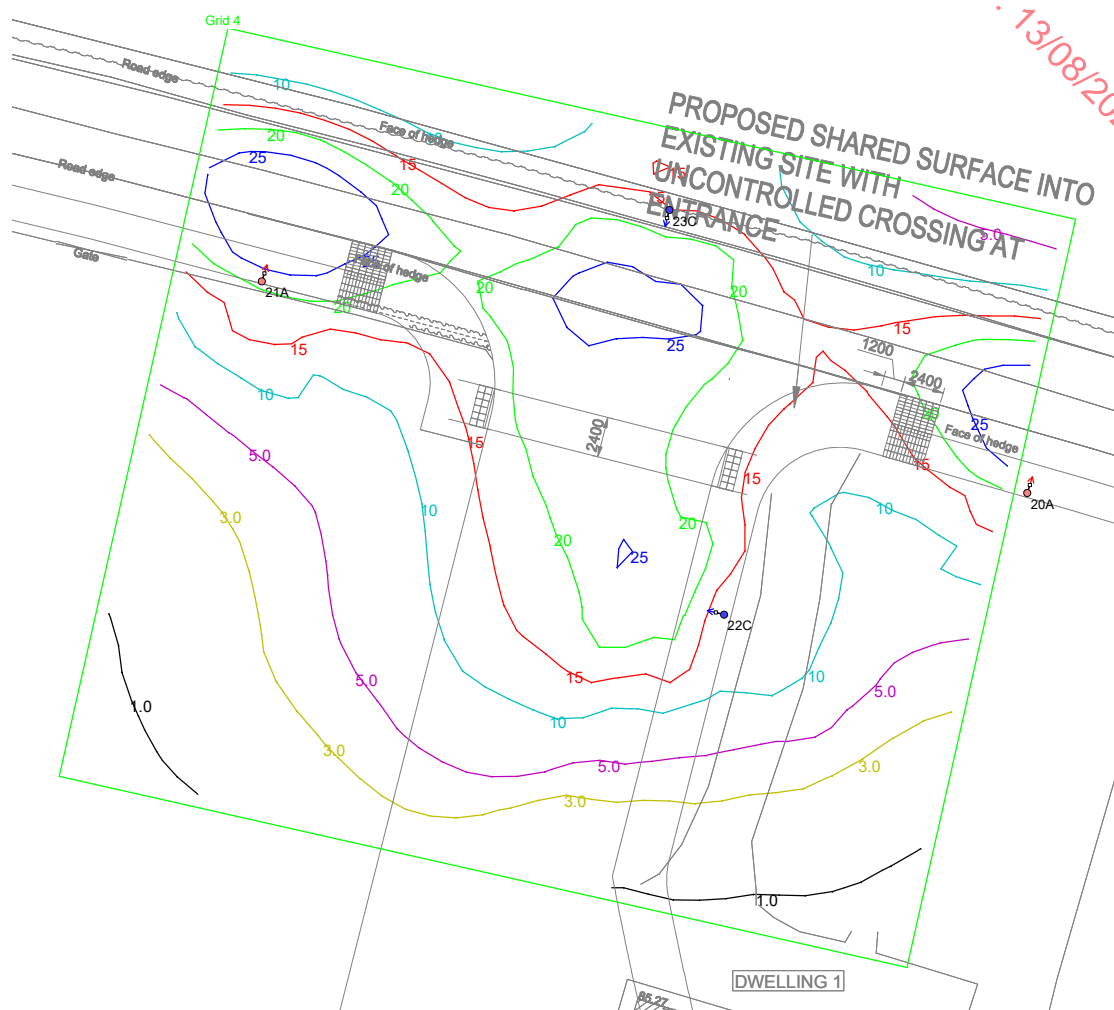 . 13/08/202
Grid 4
Road edge
10
Face of hedge
PROPOSED SHARED SURFACE INTO
EXISTING SITE WITH
UNCONTROLLED CROSSING AT
ENTRANCE
20
15
25
Road edge
20
23C
5.0
10
Gate
Face of hedge
21A
20
20
20
15
25
15
1200
2400
10
25
Face of hedge
5.0
15
2400
15
15
20A
3.0
10
20
20
10
25
22C
5.0
15
10
5.0
1.0
10
3.0
5.0
3.0
3.0
1.0
DWELLING 1